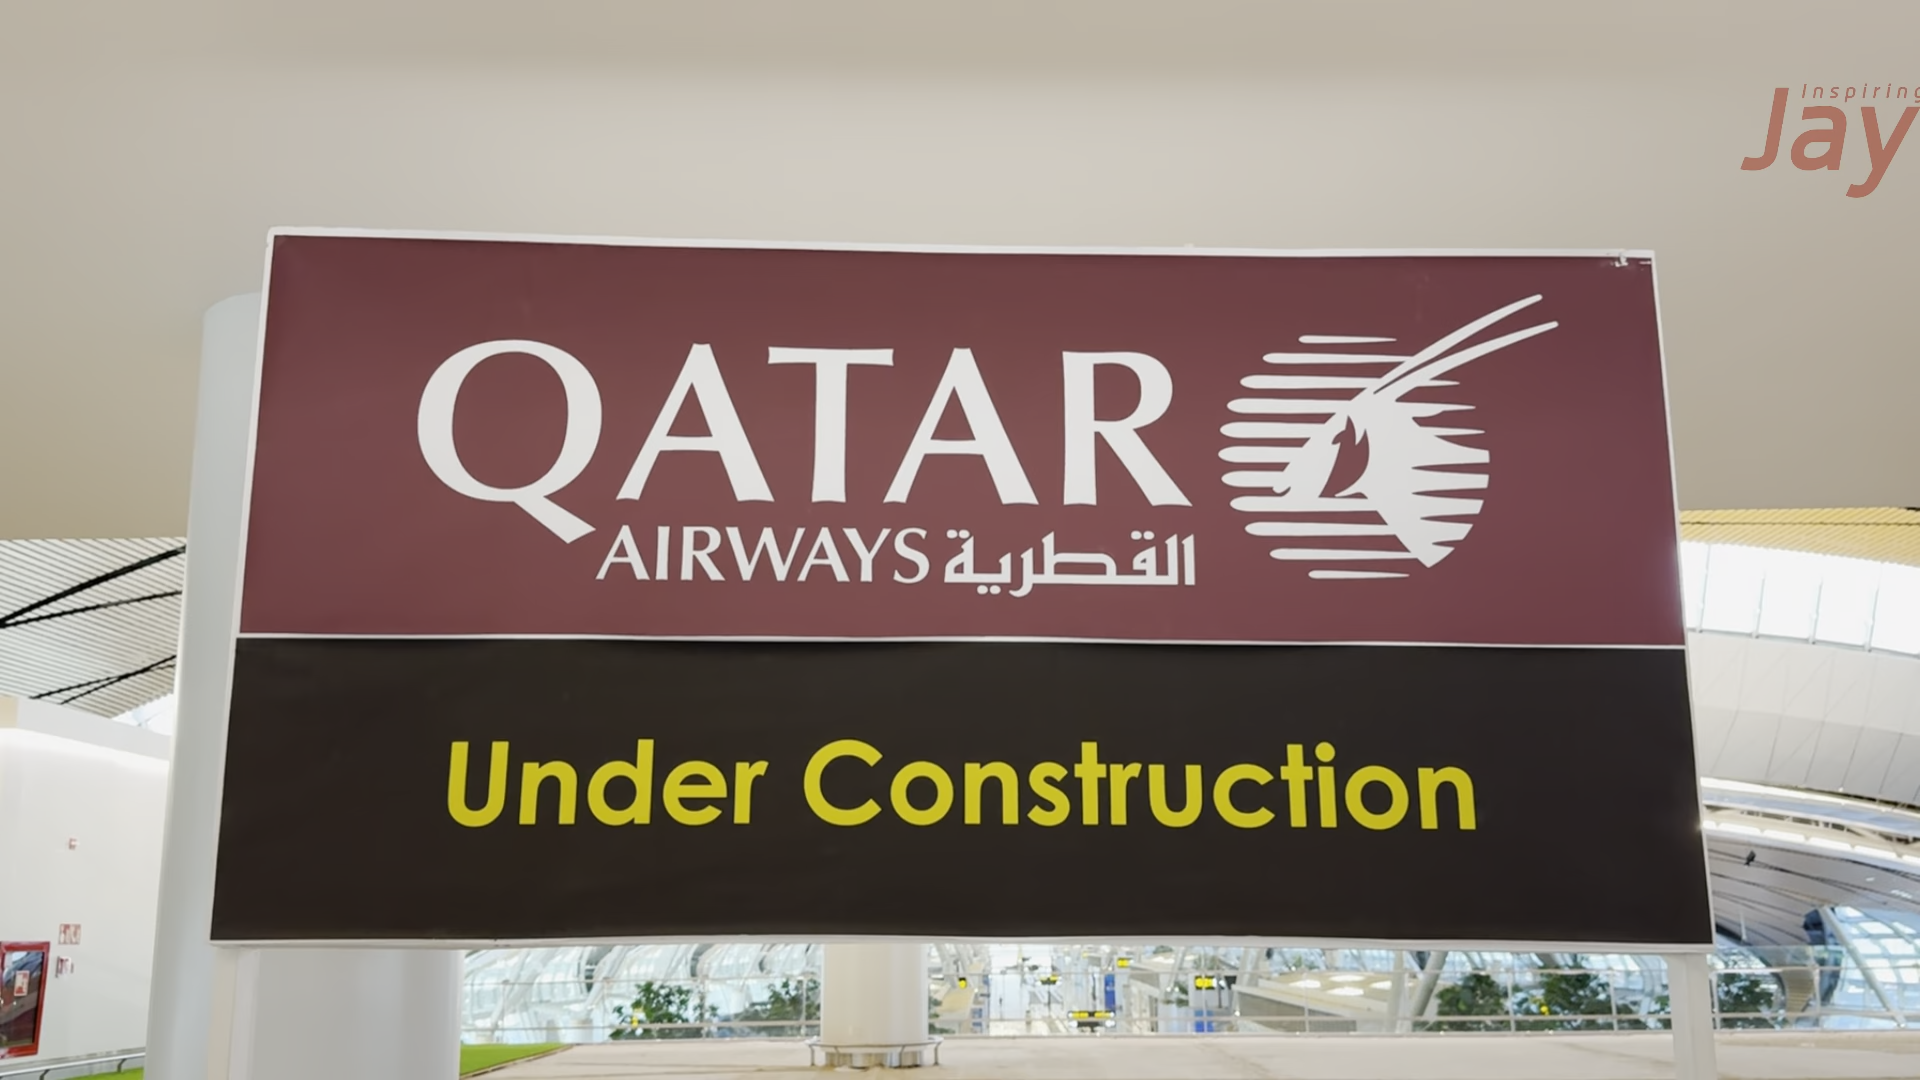 Inspiring
Jay
QATAR
AIRWAYS القطرية
Under Construction